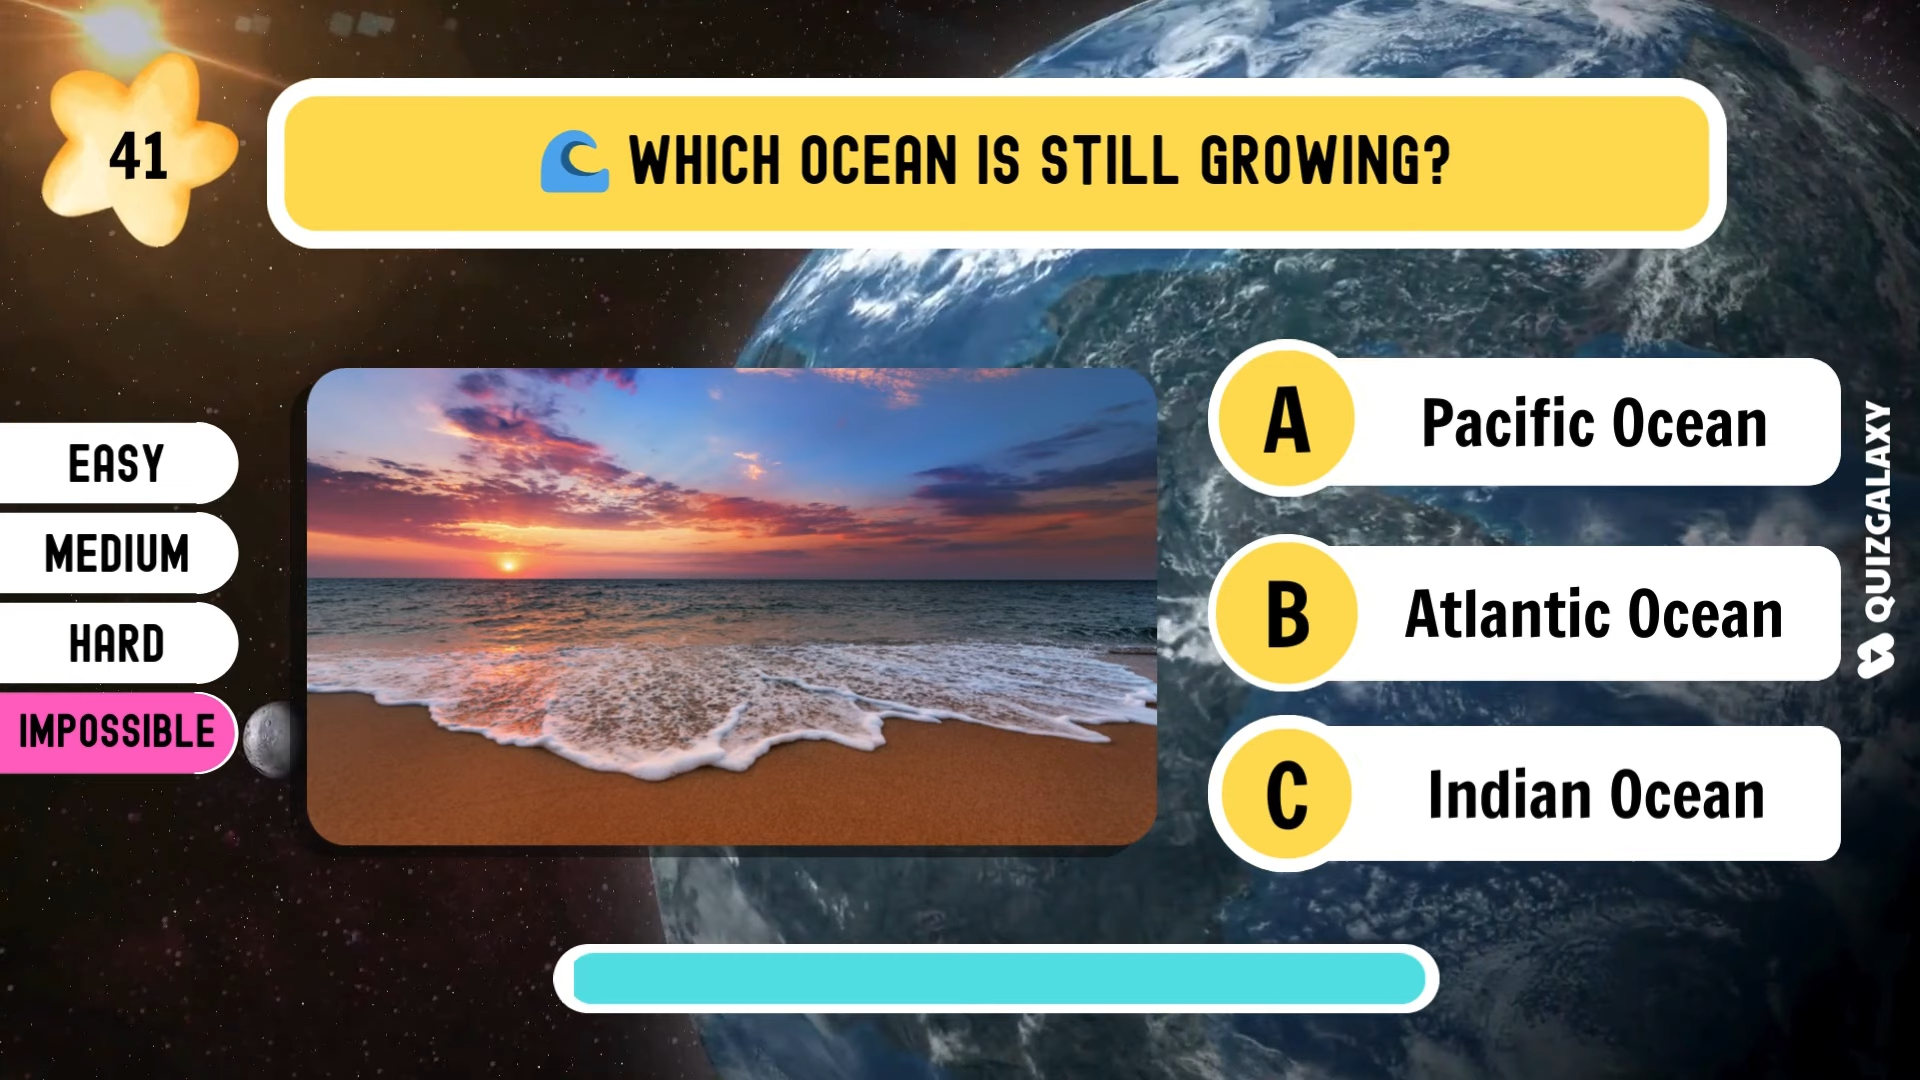 41
WHICH OCEAN IS STILL GROWING?
EASY
MEDIUM
HARD
IMPOSSIBLE
A Pacific Ocean
B Atlantic Ocean
C Indian Ocean
QUIZGALAXY